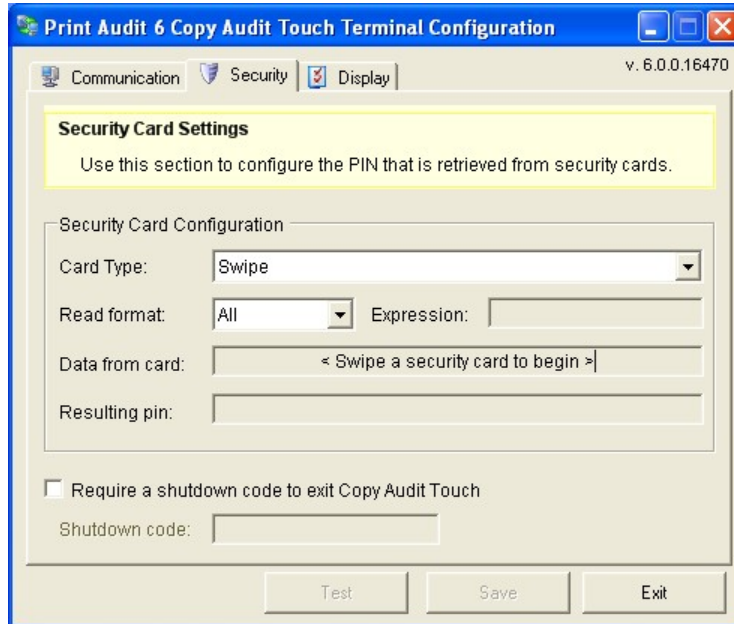 Print Audit 6 Copy Audit Touch Terminal Configuration
v. 6.0.0.16470
Communication Security Display
Security Card Settings
Use this section to configure the PIN that is retrieved from security cards.
Security Card Configuration
Card Type: Swipe
Read format: All Expression:
Data from card: < Swipe a security card to begin >
Resulting pin:
Require a shutdown code to exit Copy Audit Touch
Shutdown code:
Test Save Exit